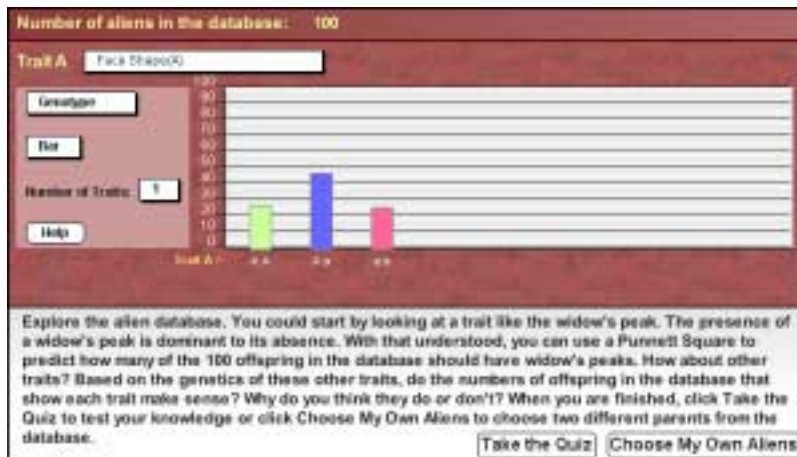 Number of aliens in the database: 100
Trait A Face Shape(A)
100
90
80
70
60
50
40
30
20
10
0
Genotype
Bar
Number of Traits: 1
Help
Trait A >
Explore the alien database. You could start by looking at a trait like the widow's peak. The presence of
a widow's peak is dominant to its absence. With that understood, you can use a Punnett Square to
predict how many of the 100 offspring in the database should have widow's peaks. How about other
traits? Based on the genetics of these other traits, do the numbers of offspring in the database that
show each trait make sense? Why do you think they do or don't? When you are finished, click Take the
Quiz to test your knowledge or click Choose My Own Aliens to choose two different parents from the
database.
Take the Quiz Choose My Own Aliens